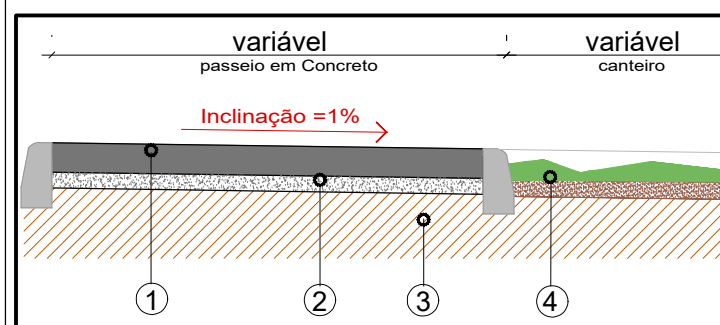 variável
passeio em Concreto
variável
canteiro
Inclinação =1%
1
2
3
4